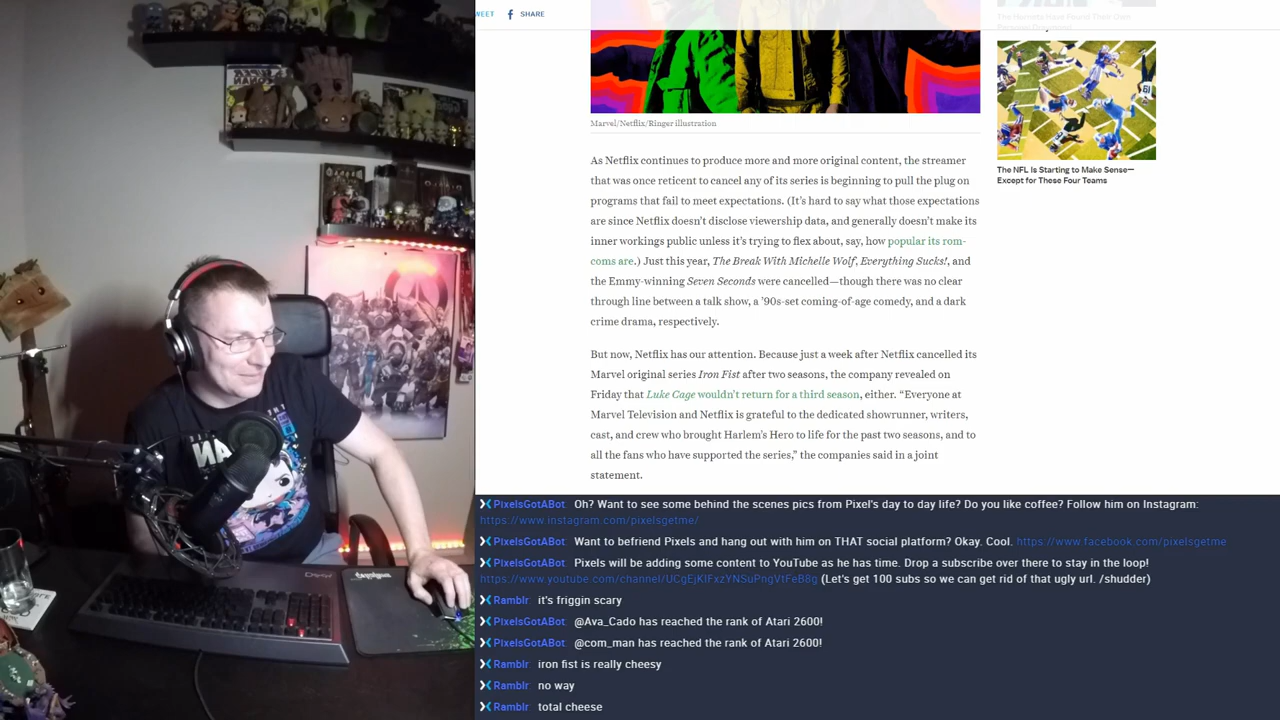 WEET
SHARE
The Hornets Have Found Their One
Marvel/Netflix/Ringer illustration
The NFL Is Starting to Make Sense—
Except for These Four Teams
As Netflix continues to produce more and more original content, the streamer
that was once reticent to cancel any of its series is beginning to pull the plug on
programs that fail to meet expectations. (It's hard to say what those expectations
are since Netflix doesn't disclose viewership data, and generally doesn't make its
inner workings public unless it's trying to flex about, say, how popular its rom-
coms are.) Just this year, The Break With Michelle Wolf, Everything Sucks!, and
the Emmy-winning Seven Seconds were cancelled—though there was no clear
through line between a talk show, a '90s-set coming-of-age comedy, and a dark
crime drama, respectively.
But now, Netflix has our attention. Because just a week after Netflix cancelled its
Marvel original series Iron Fist after two seasons, the company revealed on
Friday that Luke Cage wouldn't return for a third season, either. “Everyone at
Marvel Television and Netflix is grateful to the dedicated showrunner, writers,
cast, and crew who brought Harlem's Hero to life for the past two seasons, and to
all the fans who have supported the series,” the companies said in a joint
statement.
PixelsGotABot Oh? Want to see some behind the scenes pics from Pixel's day to day life? Do you like coffee? Follow him on Instagram:
https://www.instagram.com/pixelsgetme/
PixelsGotABot Want to befriend Pixels and hang out with him on THAT social platform? Okay. Cool. https://www.facebook.com/pixelsgetme
PixelsGotABot Pixels will be adding some content to YouTube as he has time. Drop a subscribe over there to stay in the loop!
https://www.youtube.com/channel/UCgEjKIFxzYNSuPngVtFeB8g (Let's get 100 subs so we can get rid of that ugly url. /shudder)
Ramblr it's friggin scary
PixelsGotABot @Ava_Cado has reached the rank of Atari 2600!
PixelsGotABot @com_man has reached the rank of Atari 2600!
Ramblr iron fist is really cheesy
Ramblr no way
Ramblr total cheese